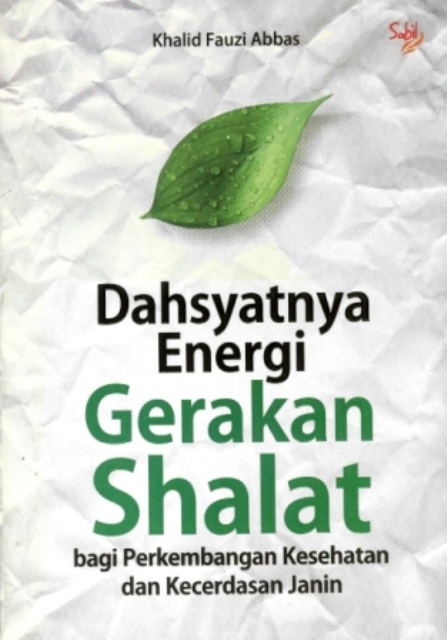 Khalid Fauzi Abbas
Sabil
Dahsyatnya
Energi
Gerakan
Shalat
bagi Perkembangan Kesehatan
dan Kecerdasan Janin